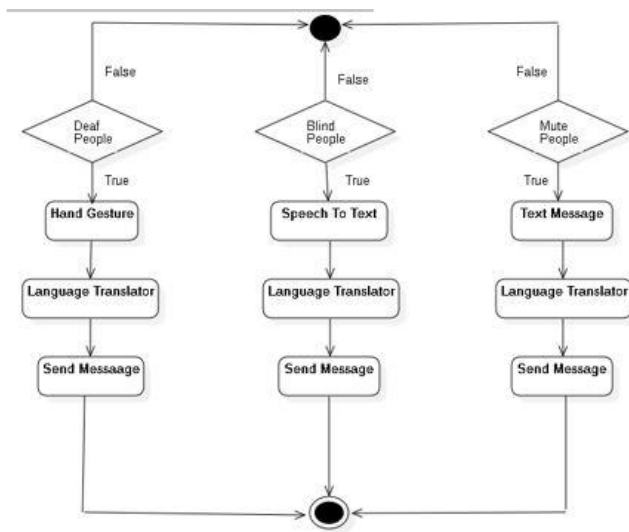 False
False
False
Deaf
People
Blind
People
Mute
People
True
True
True
Hand Gesture
Speech To Text
Text Message
Language Translator
Language Translator
Language Translator
Send Messaage
Send Message
Send Message